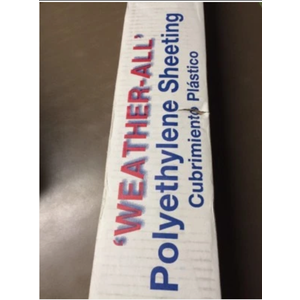 'WEATHER-ALL'
Polyethylene Sheeting
Cubrimiento Plástico